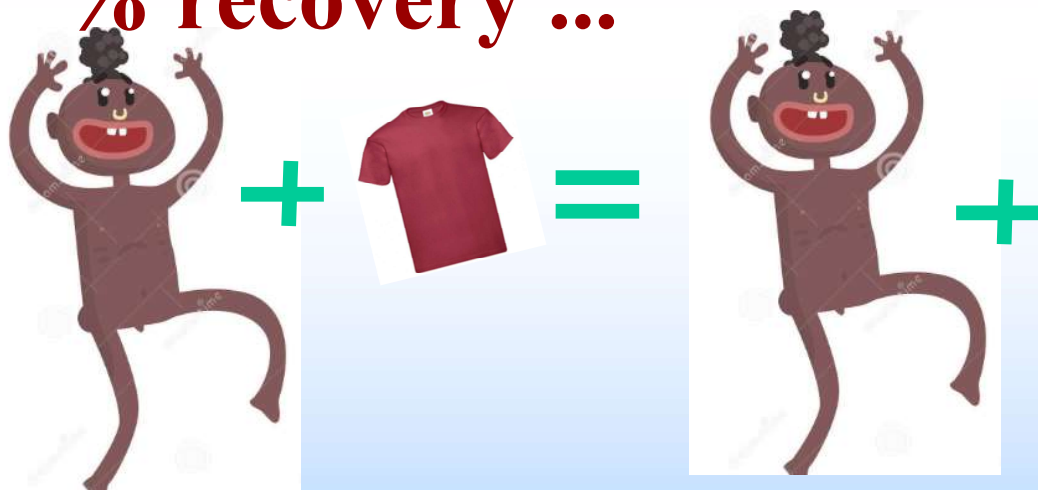 % recovery ...
+ = +